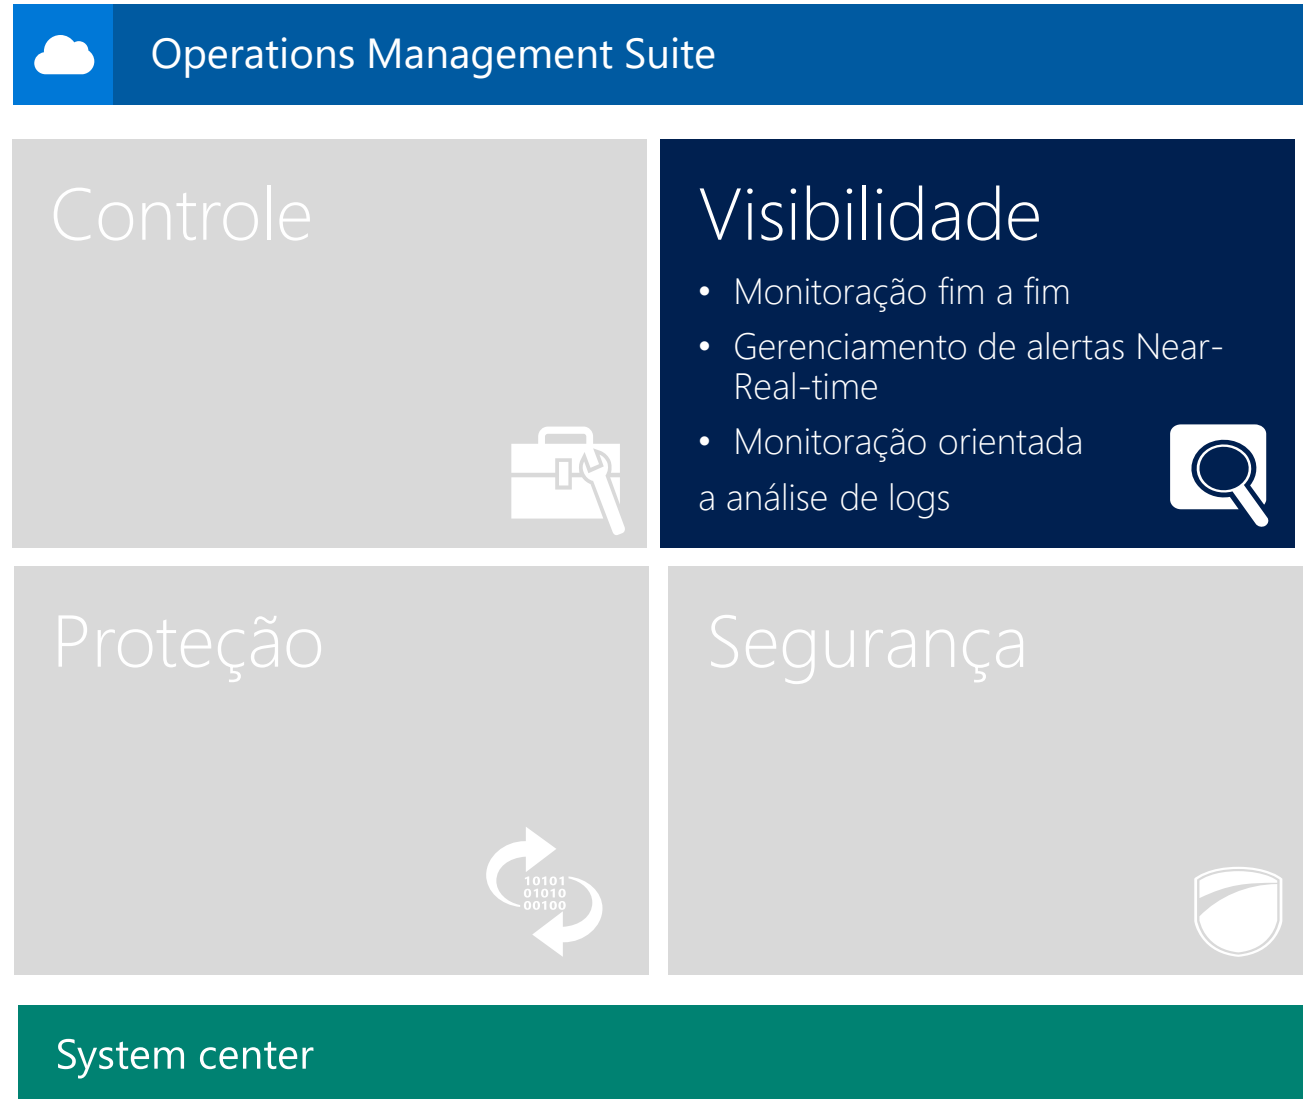 Operations Management Suite
Controle
Visibilidade
• Monitoração fim a fim
• Gerenciamento de alertas Near-
Real-time
• Monitoração orientada
a análise de logs
Proteção
10101
01010
00100
Segurança
System center